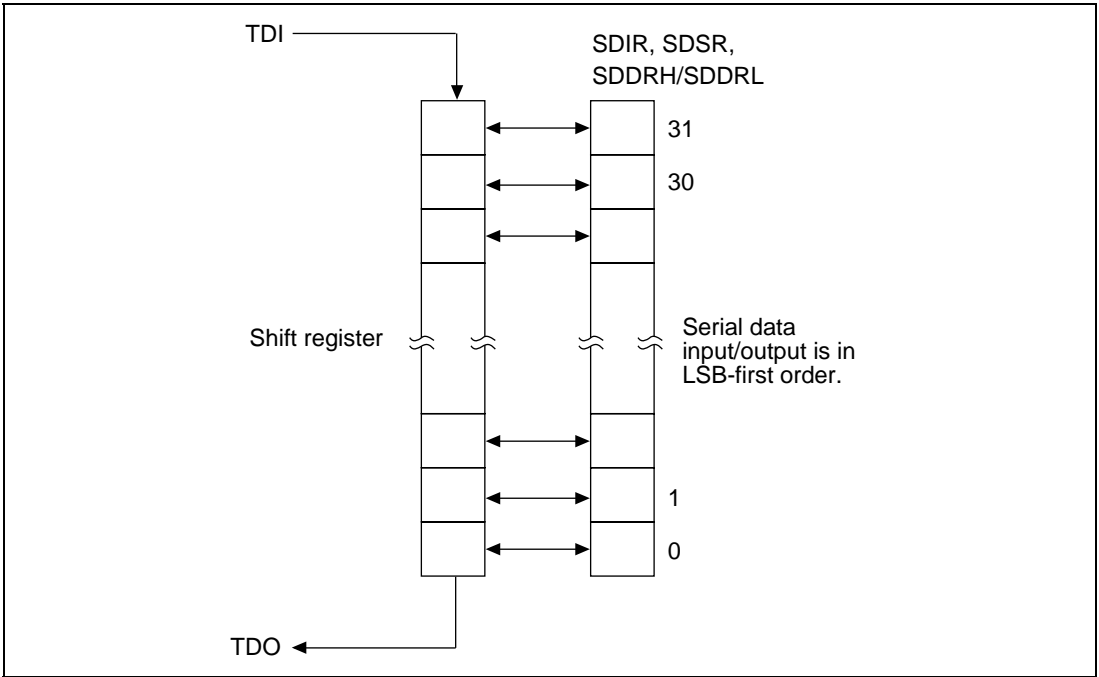 TDI
SDIR, SDSR,
SDDRH/SDDRL
31
30
Shift register
Serial data
input/output is in
LSB-first order.
1
0
TDO